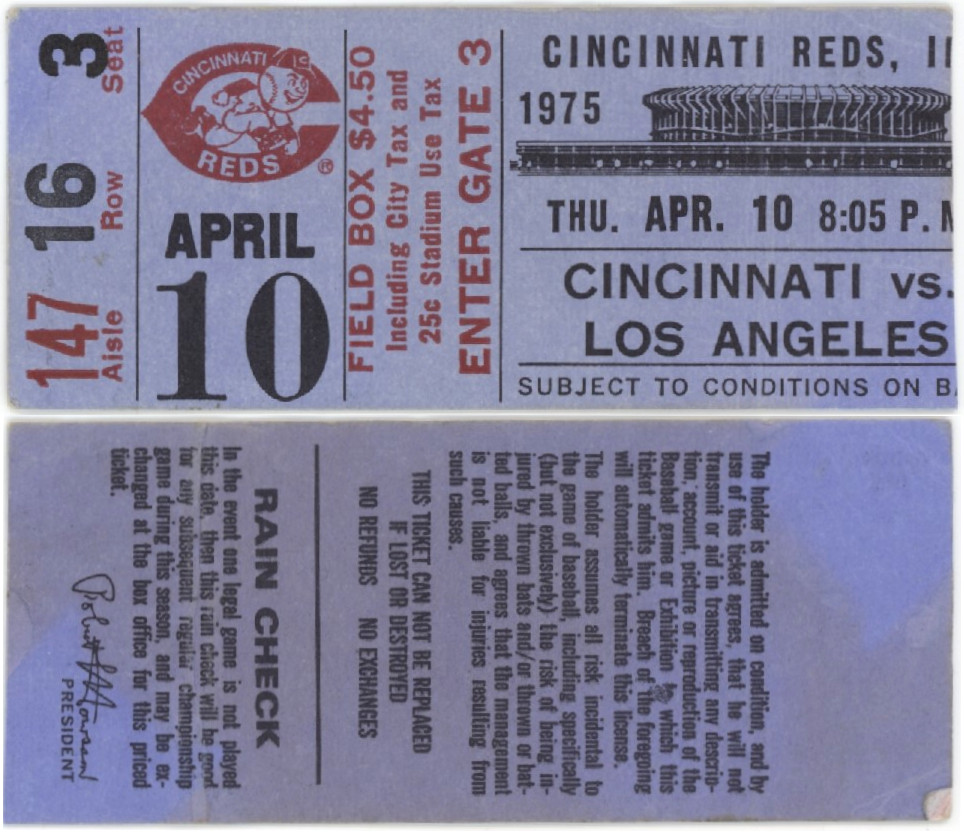 3 Seat
16 Row
147 Aisle
CINCINNATI
REDS
®
APRIL
10
FIELD BOX $4.50
Including City Tax and
25c Stadium Use Tax
ENTER GATE 3
CINCINNATI REDS,
1975
THU. APR. 10 8:05 P.
CINCINNATI vs.
LOS ANGELES
SUBJECT TO CONDITIONS ON
The holder is admitted on condition, and by
use of this ticket agrees, that he will not
transmit or aid in transmitting any descrip-
tion, account, picture or reproduction of the
Baseball game or Exhibition to which this
ticket admits him. Breach of the foregoing
will automatically terminate this license.
The holder assumes all risk incidental to
the game of baseball, including specifically
(but not exclusively) the risk of being in-
jured by thrown bats and/or thrown or bat-
ted balls, and agrees that the management
is not liable for injuries resulting from
such causes.
THIS TICKET CAN NOT BE REPLACED
IF LOST OR DESTROYED
NO REFUNDS NO EXCHANGES
RAIN CHECK
In the event one legal game is not played
this date, then this rain check will be good
for any subsequent regular championship
game during this season, and may be ex-
changed at the box office for this priced
ticket.
Robert L Howsam
PRESIDENT